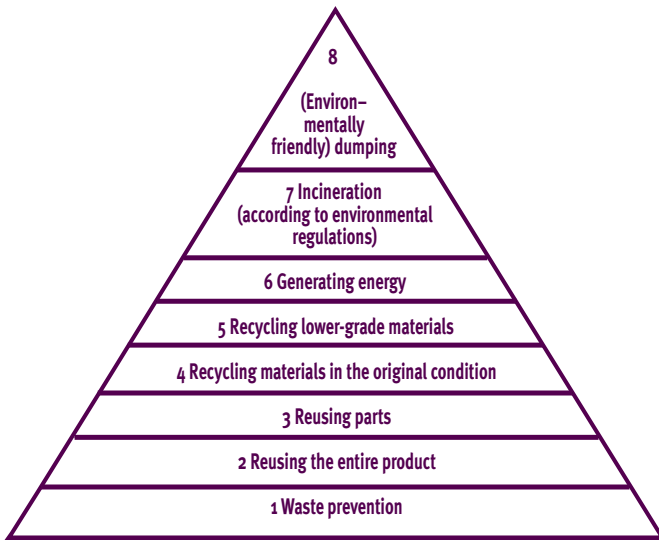 8
(Environ–
mentally
friendly) dumping
7 Incineration
(according to environmental
regulations)
6 Generating energy
5 Recycling lower-grade materials
4 Recycling materials in the original condition
3 Reusing parts
2 Reusing the entire product
1 Waste prevention